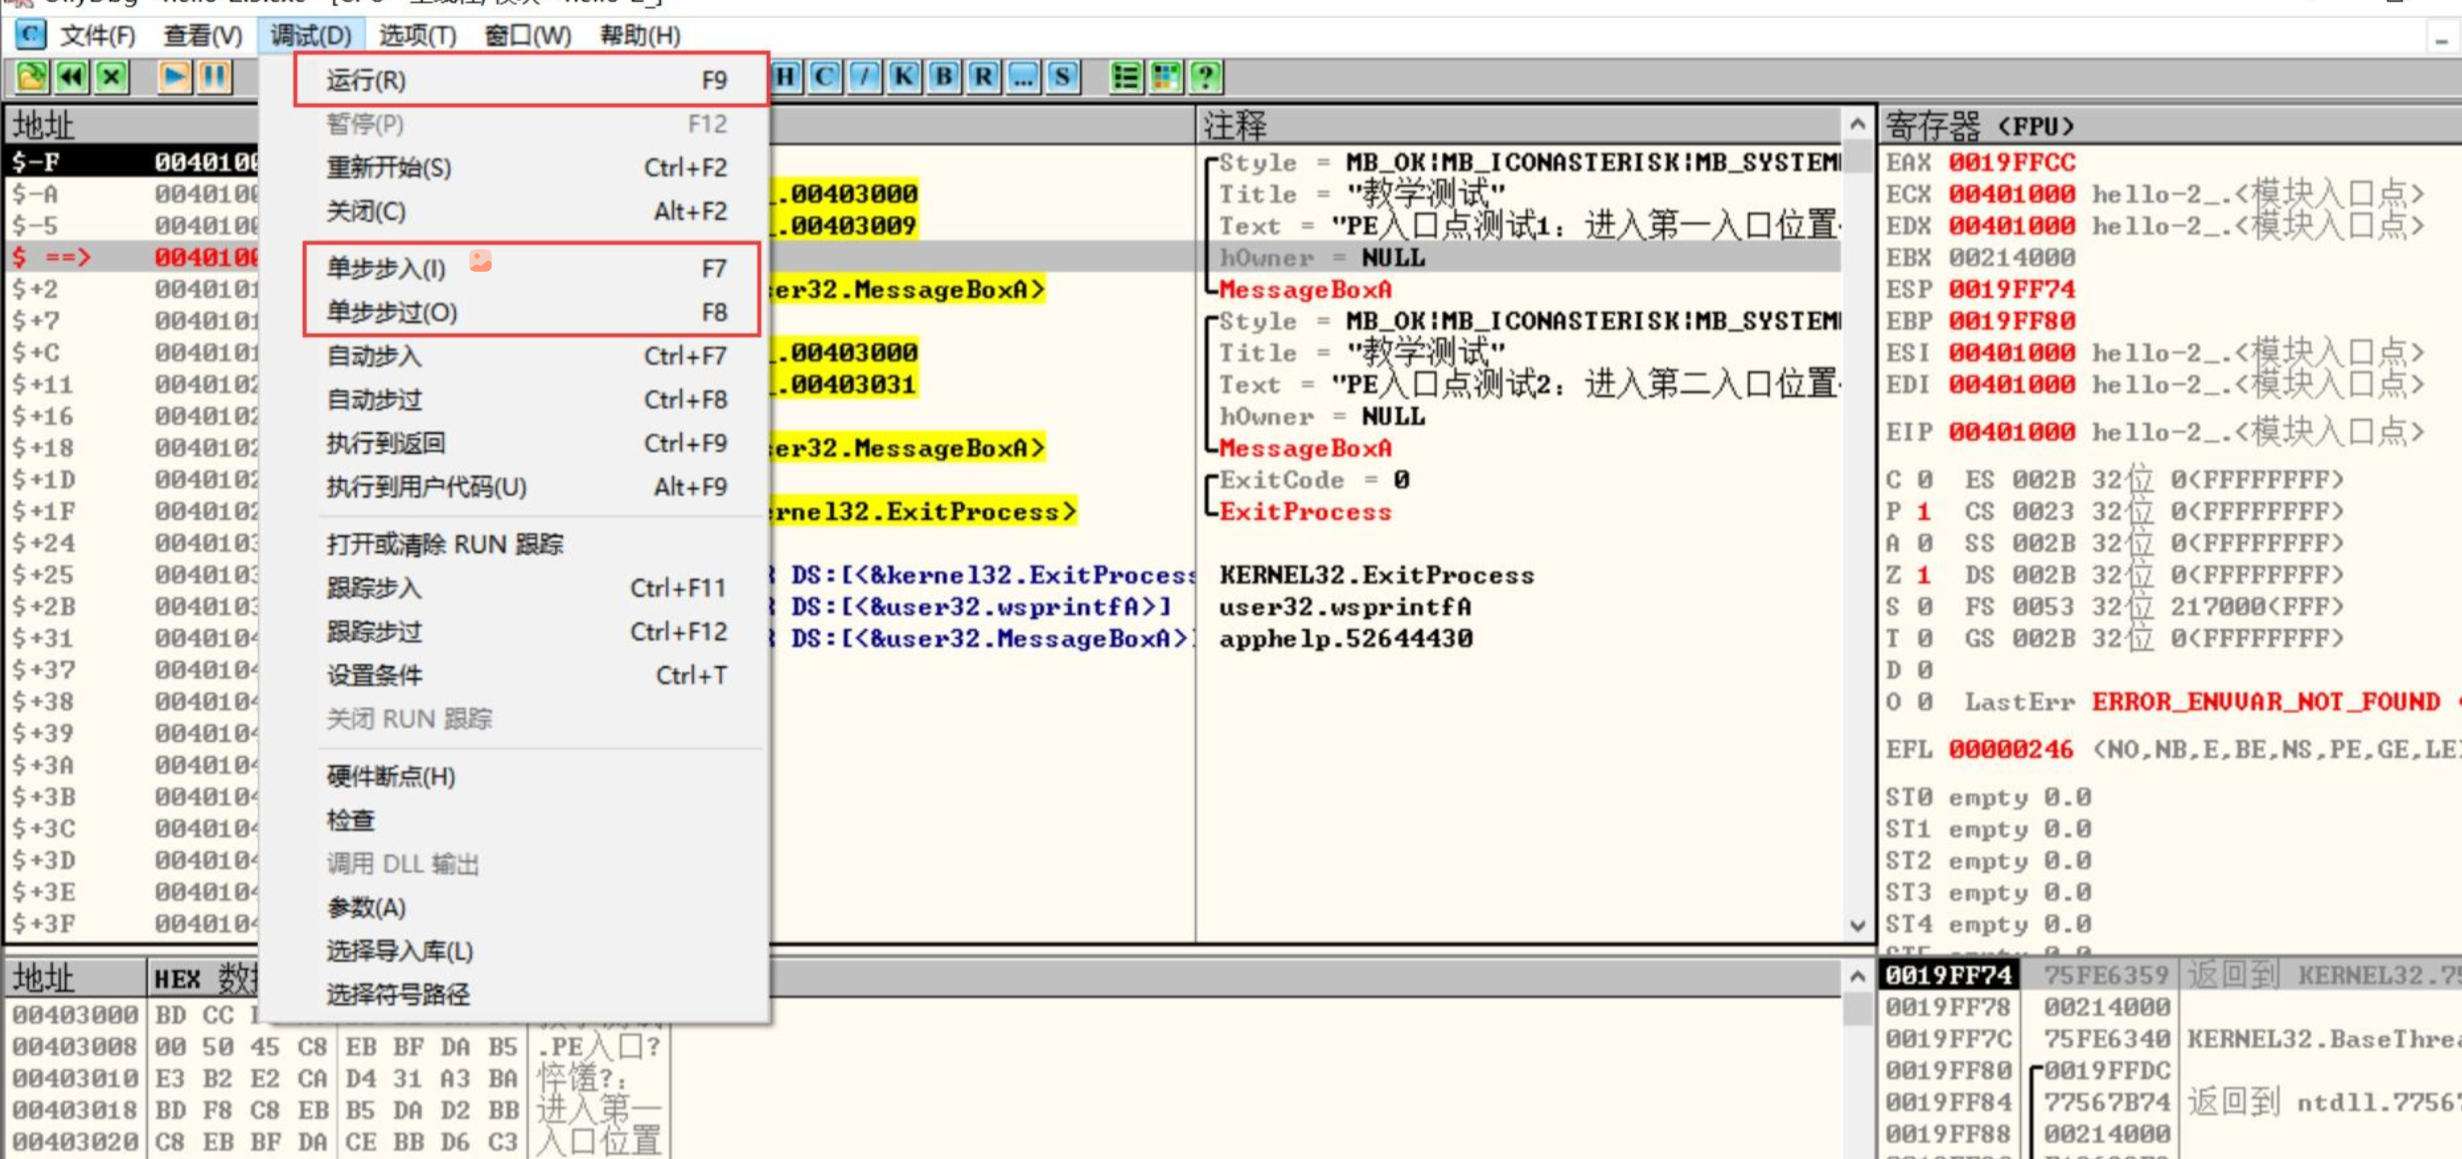 文件(F) 查看(V) 调试(D) 选项(T) 窗口(W) 帮助(H)
H C / K B R ... S ?
运行(R) F9
暂停(P) F12
重新开始(S) Ctrl+F2
关闭(C) Alt+F2
单步步入(I) F7
单步步过(O) F8
自动步入 Ctrl+F7
自动步过 Ctrl+F8
执行到返回 Ctrl+F9
执行到用户代码(U) Alt+F9
打开或清除 RUN 跟踪
跟踪步入 Ctrl+F11
跟踪步过 Ctrl+F12
设置条件 Ctrl+T
关闭 RUN 跟踪
硬件断点(H)
检查
调用 DLL 输出
参数(A)
选择导入库(L)
选择符号路径
地址
$-F 0040100
$-A 0040100
$-5 0040100
$ ==> 0040100
$+2 0040101
$+7 0040101
$+C 0040101
$+11 0040102
$+16 0040102
$+18 0040102
$+1D 0040102
$+1F 0040102
$+24 0040103
$+25 0040103
$+2B 0040103
$+31 0040104
$+37 0040104
$+38 0040104
$+39 0040104
$+3A 0040104
$+3B 0040104
$+3C 0040104
$+3D 0040104
$+3E 0040104
$+3F 0040104
.00403000
.00403009
er32.MessageBoxA>
.00403000
.00403031
er32.MessageBoxA>
rnel32.ExitProcess>
DS:[<&kernel32.ExitProcess
DS:[<&user32.wsprintfA>]
DS:[<&user32.MessageBoxA>]
注释
Style = MB_OK|MB_ICONASTERISK|MB_SYSTEM
Title = "教学测试"
Text = "PE入口点测试1：进入第一入口位置
hOwner = NULL
MessageBoxA
Style = MB_OK|MB_ICONASTERISK|MB_SYSTEM
Title = "教学测试"
Text = "PE入口点测试2：进入第二入口位置
hOwner = NULL
MessageBoxA
ExitCode = 0
ExitProcess
KERNEL32.ExitProcess
user32.wsprintfA
apphelp.52644430
寄存器 (FPU)
EAX 0019FFCC
ECX 00401000 hello-2_.<模块入口点>
EDX 00401000 hello-2_.<模块入口点>
EBX 00214000
ESP 0019FF74
EBP 0019FF80
ESI 00401000 hello-2_.<模块入口点>
EDI 00401000 hello-2_.<模块入口点>
EIP 00401000 hello-2_.<模块入口点>
C 0 ES 002B 32位 0(FFFFFFFF)
P 1 CS 0023 32位 0(FFFFFFFF)
A 0 SS 002B 32位 0(FFFFFFFF)
Z 1 DS 002B 32位 0(FFFFFFFF)
S 0 FS 0053 32位 217000(FFF)
T 0 GS 002B 32位 0(FFFFFFFF)
D 0
O 0 LastErr ERROR_ENVVAR_NOT_FOUND
EFL 00000246 (NO,NB,E,BE,NS,PE,GE,LE
ST0 empty 0.0
ST1 empty 0.0
ST2 empty 0.0
ST3 empty 0.0
ST4 empty 0.0
地址 HEX 数据
00403000 BD CC
00403008 00 50 45 C8 EB BF DA B5 .PE入口?
00403010 E3 B2 E2 CA D4 31 A3 BA 悴馐?：
00403018 BD F8 C8 EB B5 DA D2 BB 进入第一
00403020 C8 EB BF DA CE BB D6 C3 入口位置
0019FF74 75FE6359 返回到 KERNEL32.75
0019FF78 00214000
0019FF7C 75FE6340 KERNEL32.BaseThrea
0019FF80 0019FFDC
0019FF84 77567B74 返回到 ntdll.77567
0019FF88 00214000